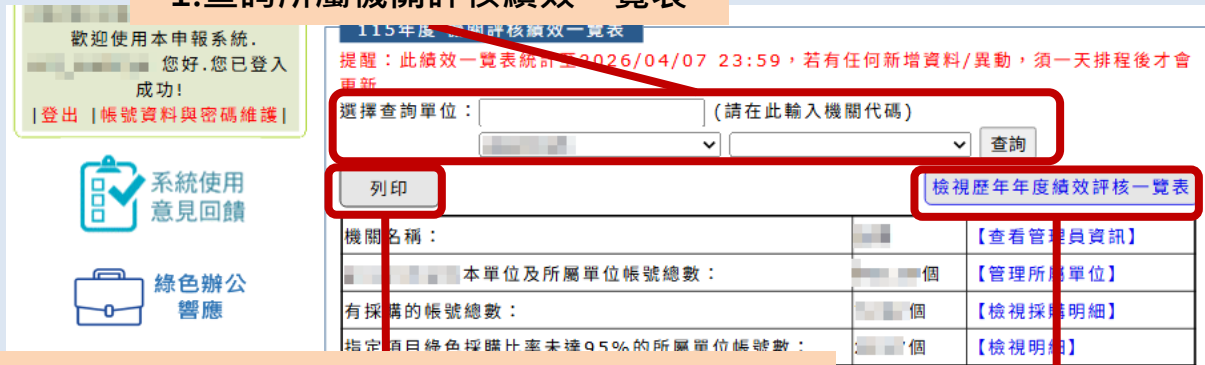 1.查詢所屬機關評核績效一覽表
歡迎使用本申報系統.
您好.您已登入
成功!
|登出 |帳號資料與密碼維護|
系統使用
意見回饋
綠色辦公
響應
115年度 機關評核績效一覽表
提醒：此績效一覽表統計至2026/04/07 23:59，若有任何新增資料/異動，須一天排程後才會
更新
選擇查詢單位： (請在此輸入機關代碼)
查詢
列印 檢視歷年年度績效評核一覽表
機關名稱： 【查看管理員資訊】
本單位及所屬單位帳號總數： 個 【管理所屬單位】
有採購的帳號總數： 個 【檢視採購明細】
指定項目綠色採購比率未達95%的所屬單位帳號數： 個 【檢視明細】